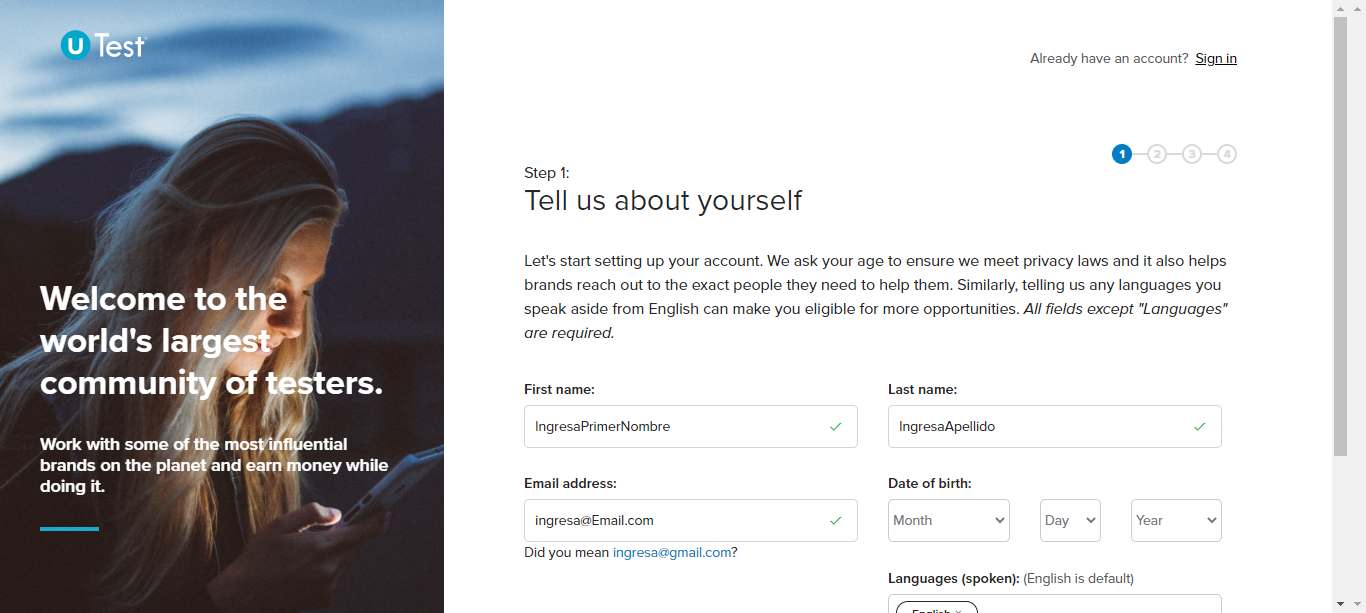 U Test
Already have an account? Sign in
1 2 3 4
Step 1:
Tell us about yourself
Let's start setting up your account. We ask your age to ensure we meet privacy laws and it also helps
brands reach out to the exact people they need to help them. Similarly, telling us any languages you
speak aside from English can make you eligible for more opportunities. All fields except "Languages"
are required.
Welcome to the
world's largest
community of testers.
Work with some of the most influential
brands on the planet and earn money while
doing it.
First name:
IngresaPrimerNombre
Last name:
IngresaApellido
Email address:
ingresa@Email.com
Did you mean ingresa@gmail.com?
Date of birth:
Month Day Year
Languages (spoken): (English is default)
English ×